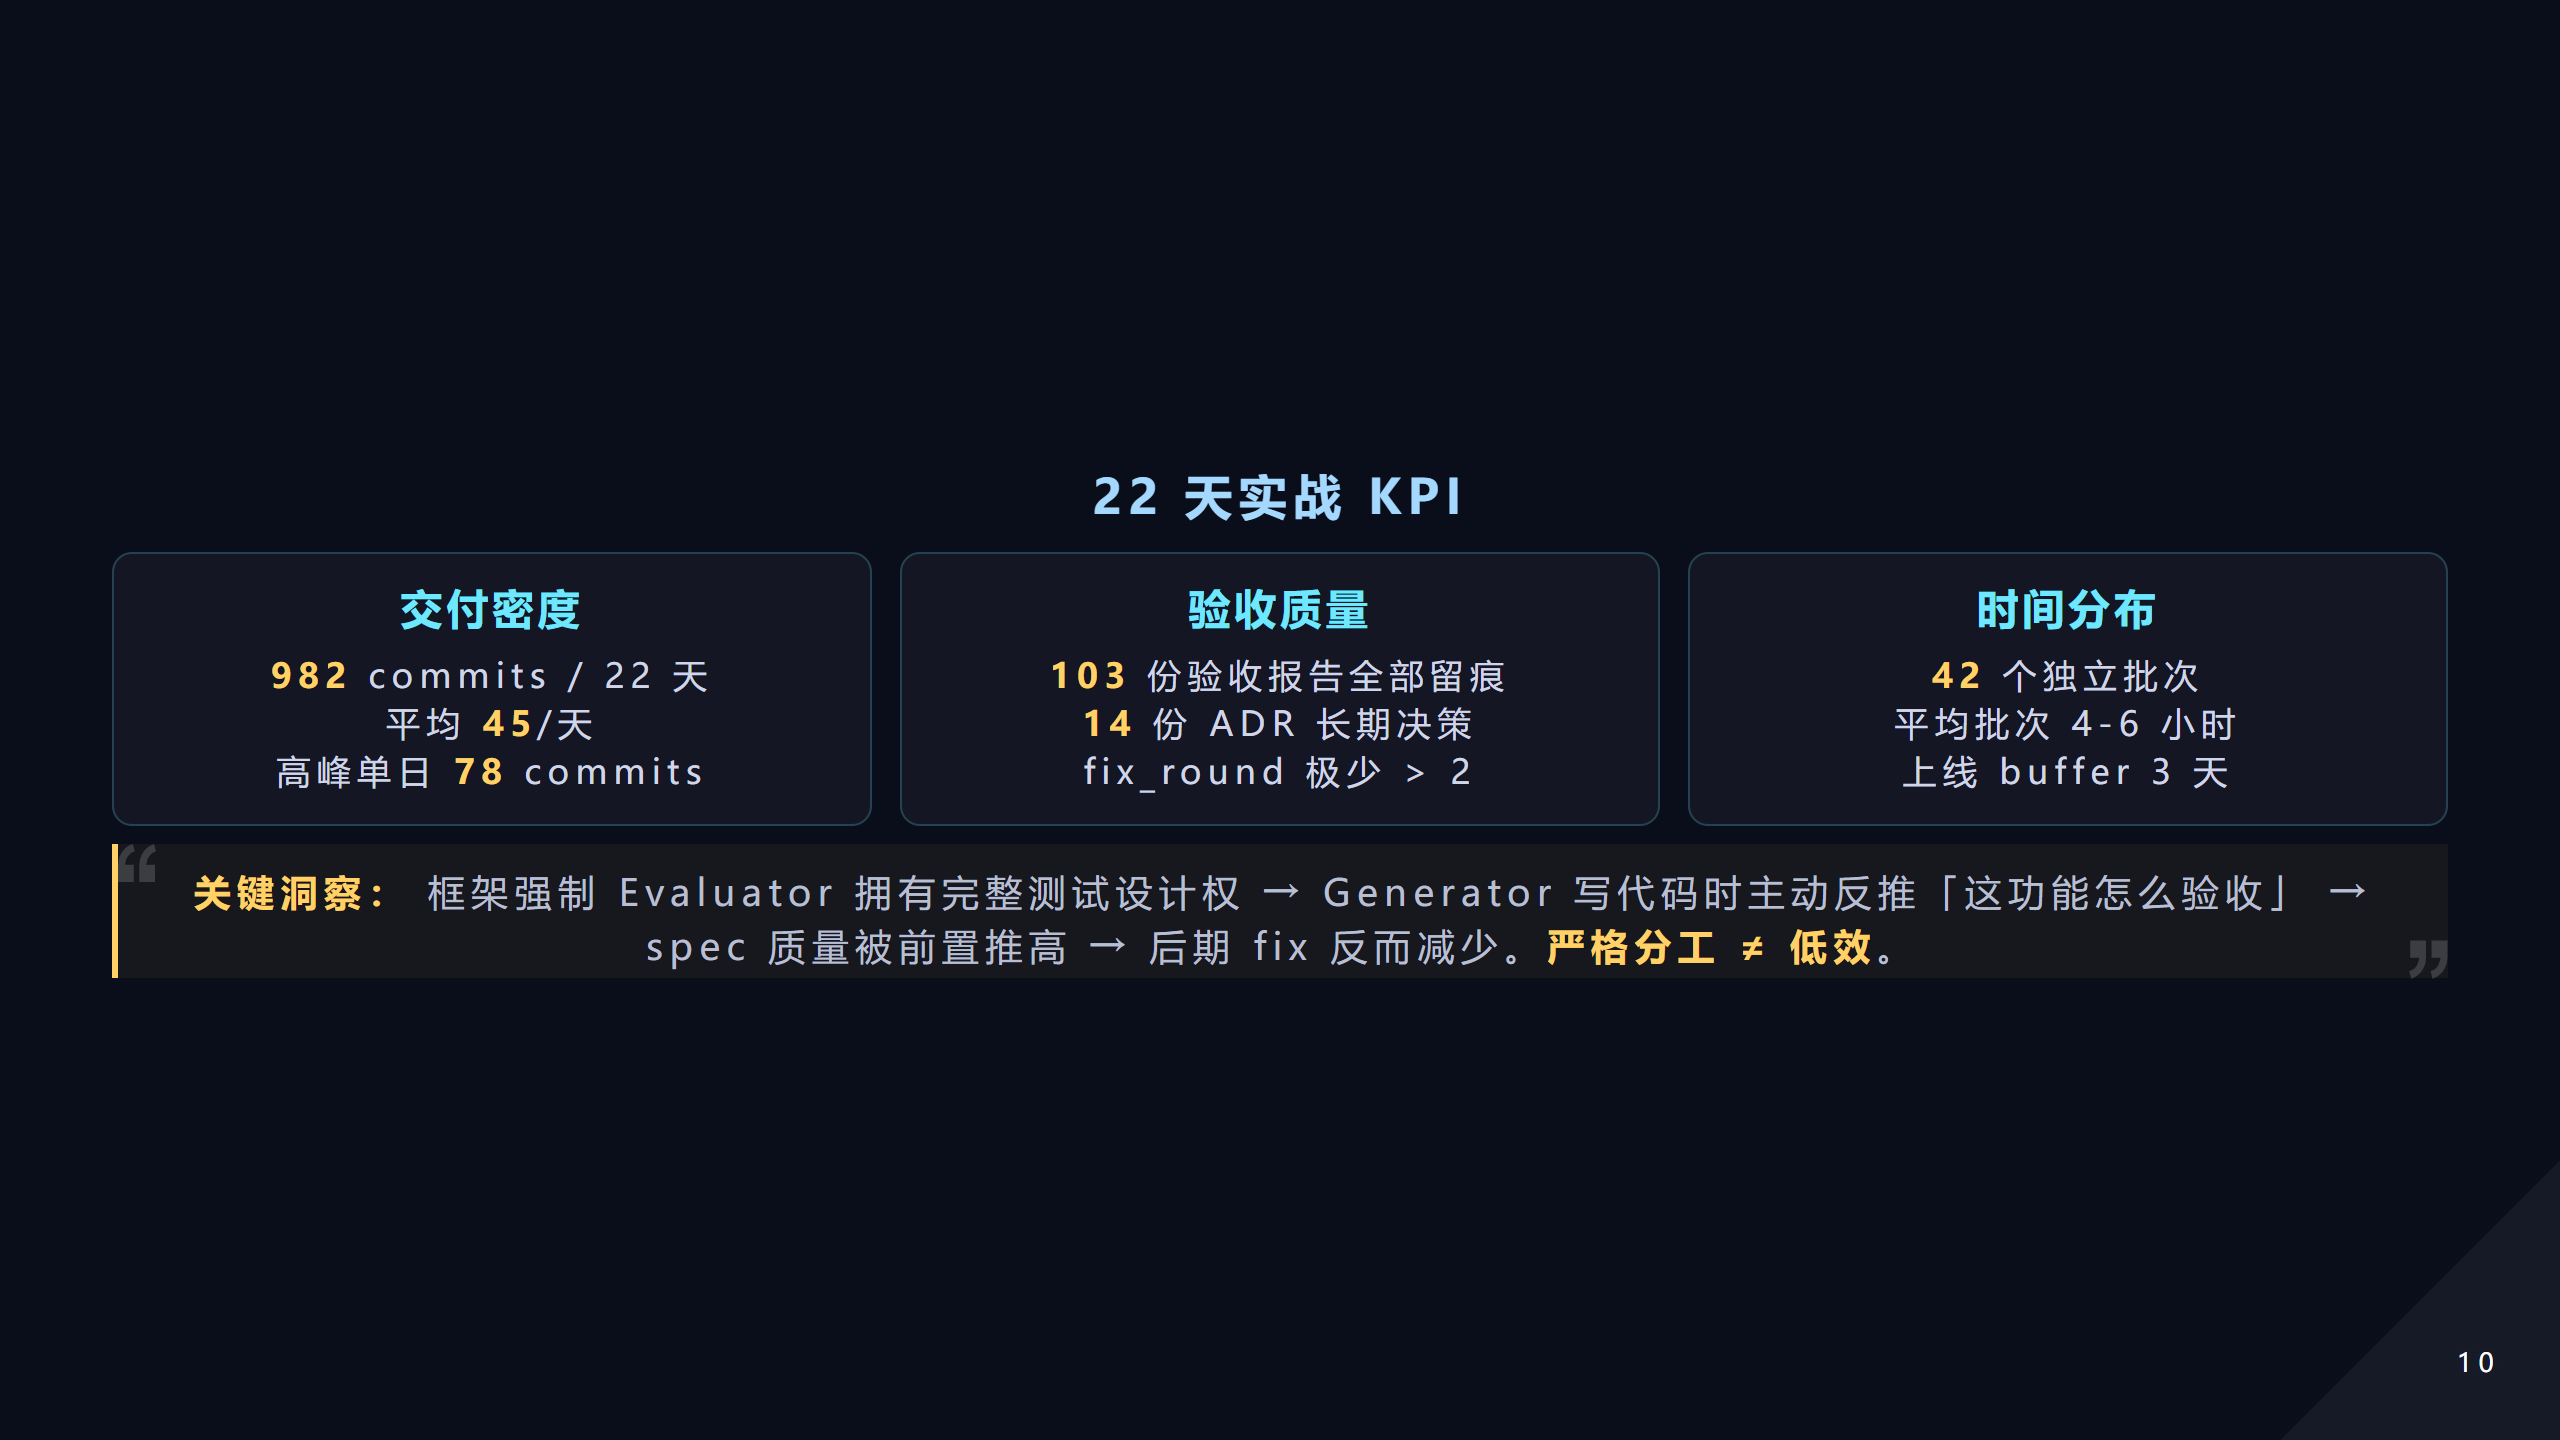 22 天实战 KPI
交付密度
982 commits / 22 天
平均 45/天
高峰单日 78 commits
验收质量
103 份验收报告全部留痕
14 份 ADR 长期决策
fix_round 极少 > 2
时间分布
42 个独立批次
平均批次 4-6 小时
上线 buffer 3 天
“
关键洞察： 框架强制 Evaluator 拥有完整测试设计权 → Generator 写代码时主动反推「这功能怎么验收」 →
spec 质量被前置推高 → 后期 fix 反而减少。严格分工 ≠ 低效。
”
10